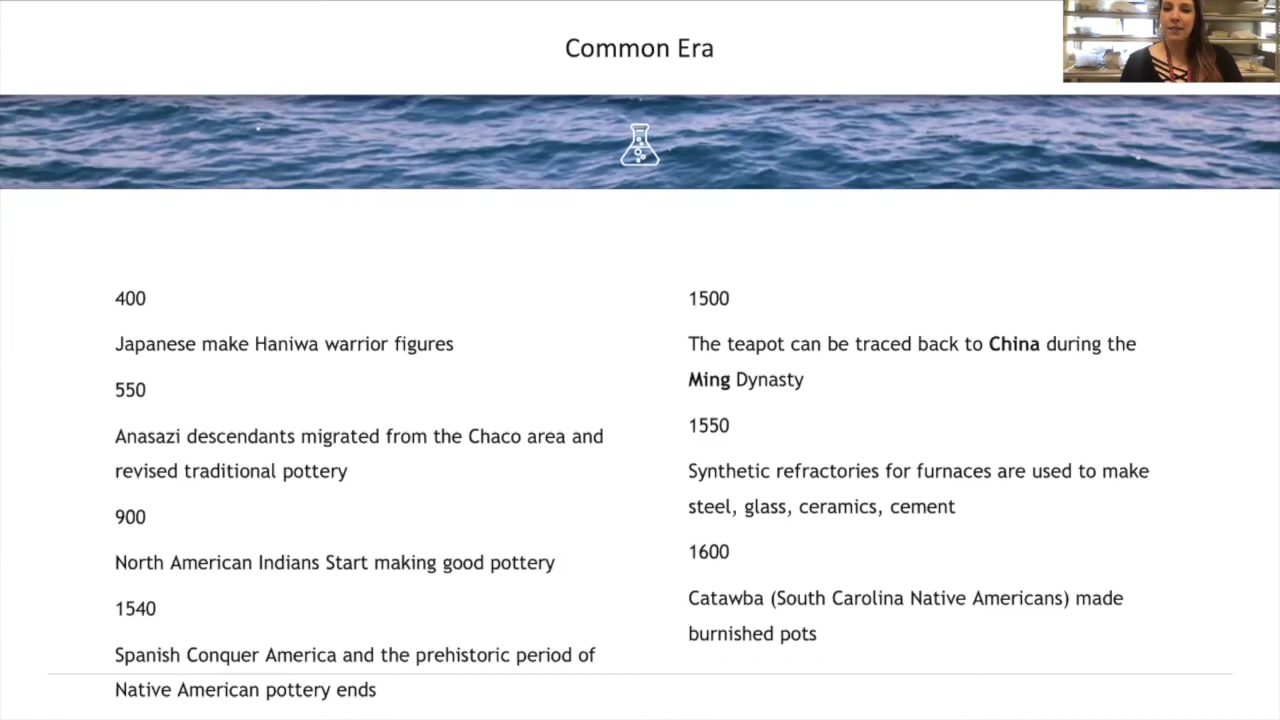 Common Era
400
Japanese make Haniwa warrior figures
550
Anasazi descendants migrated from the Chaco area and
revised traditional pottery
900
North American Indians Start making good pottery
1540
Spanish Conquer America and the prehistoric period of
Native American pottery ends
1500
The teapot can be traced back to China during the
Ming Dynasty
1550
Synthetic refractories for furnaces are used to make
steel, glass, ceramics, cement
1600
Catawba (South Carolina Native Americans) made
burnished pots